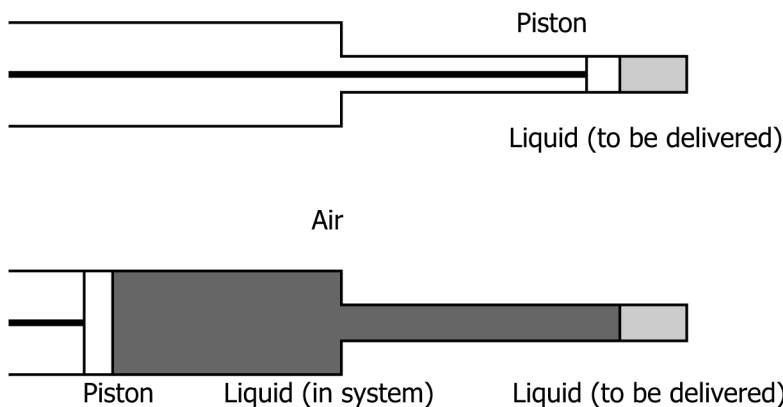 Piston
Liquid (to be delivered)
Air
Piston
Liquid (in system)
Liquid (to be delivered)